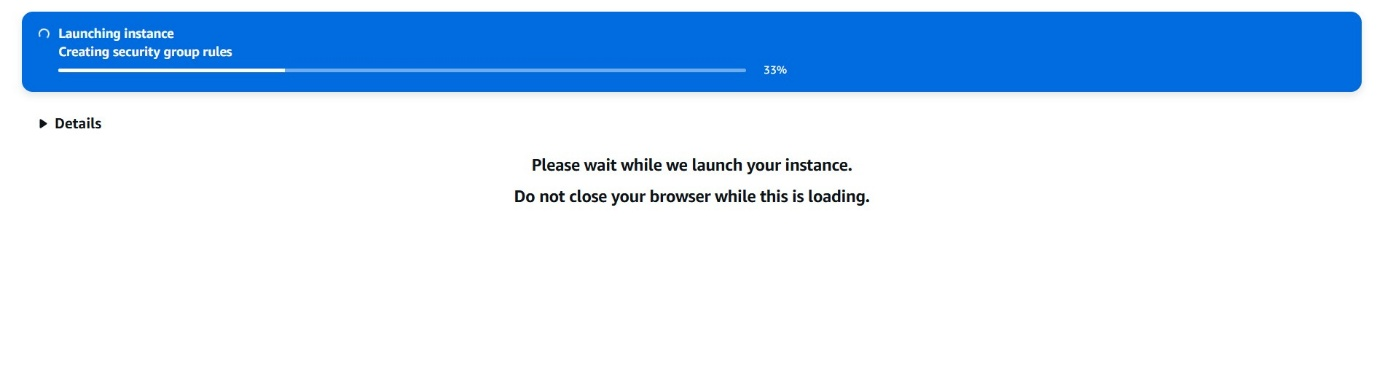 Launching instance
Creating security group rules
33%
Details
Please wait while we launch your instance.
Do not close your browser while this is loading.